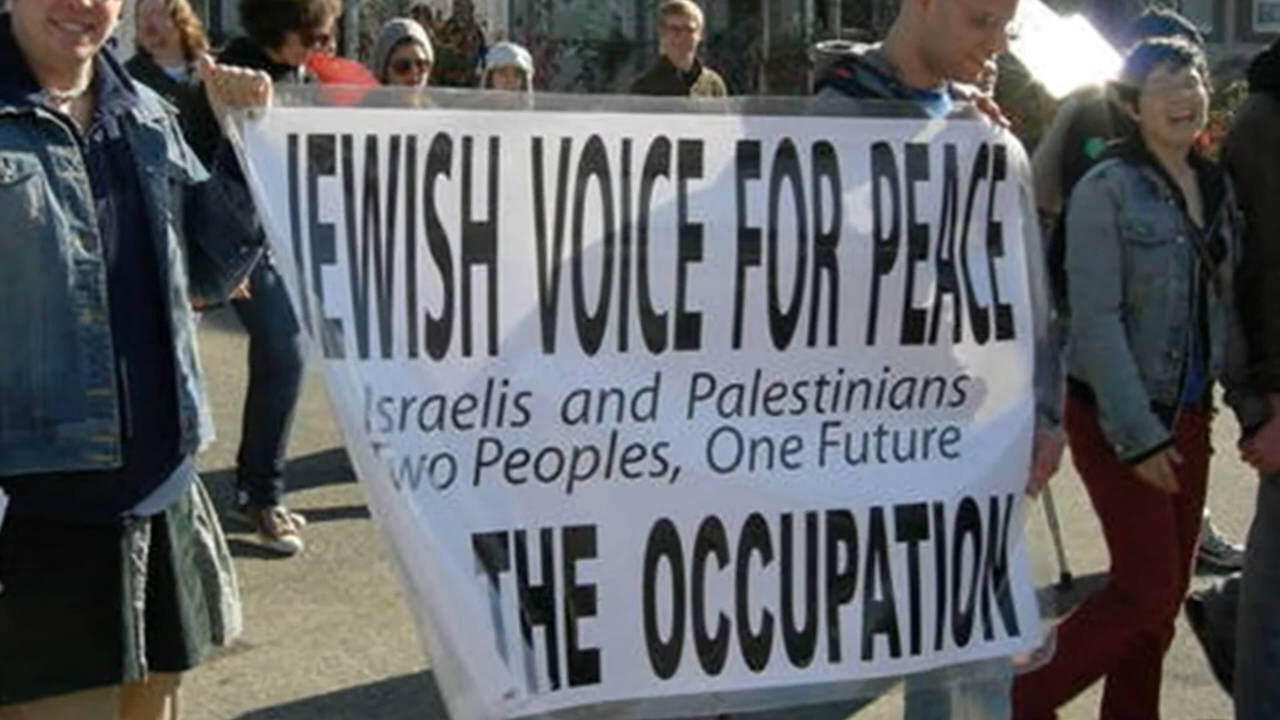 JEWISH VOICE FOR PEACE
Israelis and Palestinians
Two Peoples, One Future
THE OCCUPATION